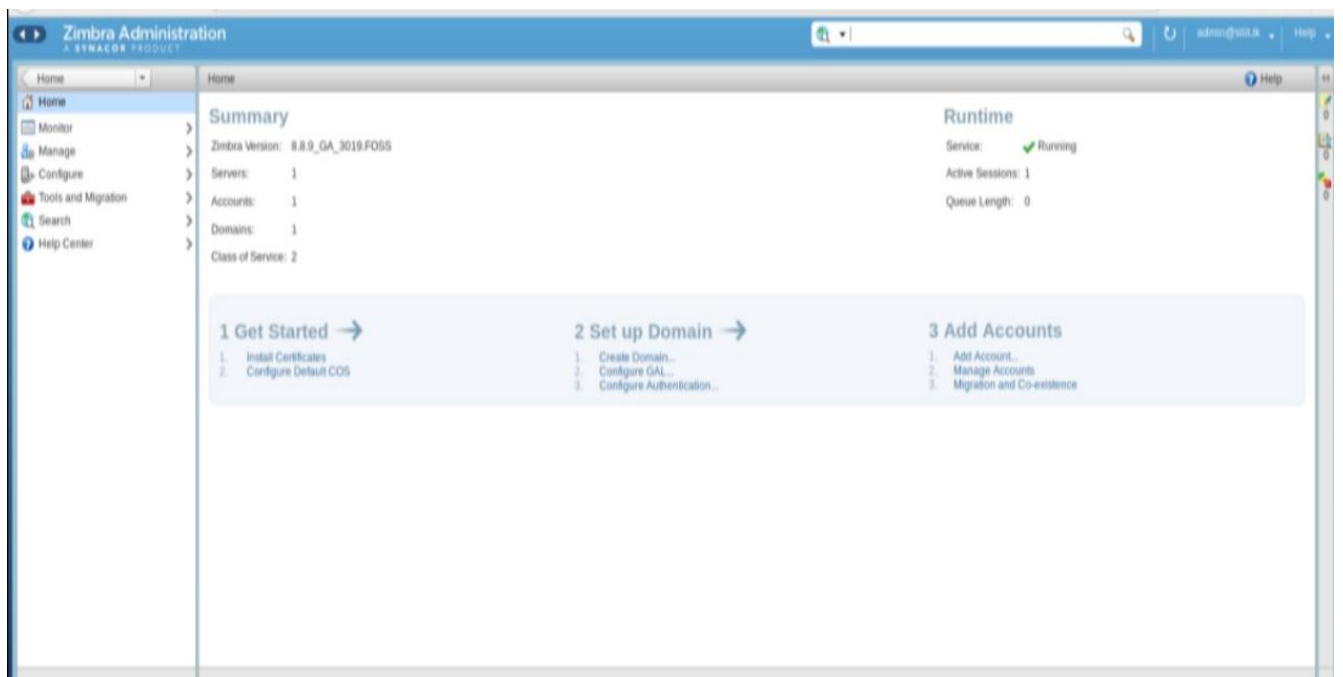 Zimbra Administration
A SYNACOR PRODUCT
Help
Home
Home
Help
Home
Monitor
Manage
Configure
Tools and Migration
Search
Help Center
Summary
Zimbra Version: 8.8.9_GA_3019.FOSS
Servers: 1
Accounts: 1
Domains: 1
Class of Service: 2
Runtime
Service: Running
Active Sessions: 1
Queue Length: 0
1 Get Started
1. Install Certificates
2. Configure Default COS
2 Set up Domain
1. Create Domain...
2. Configure GAL...
3. Configure Authentication...
3 Add Accounts
1. Add Account...
2. Manage Accounts
3. Migration and Co-existence
0
0
0